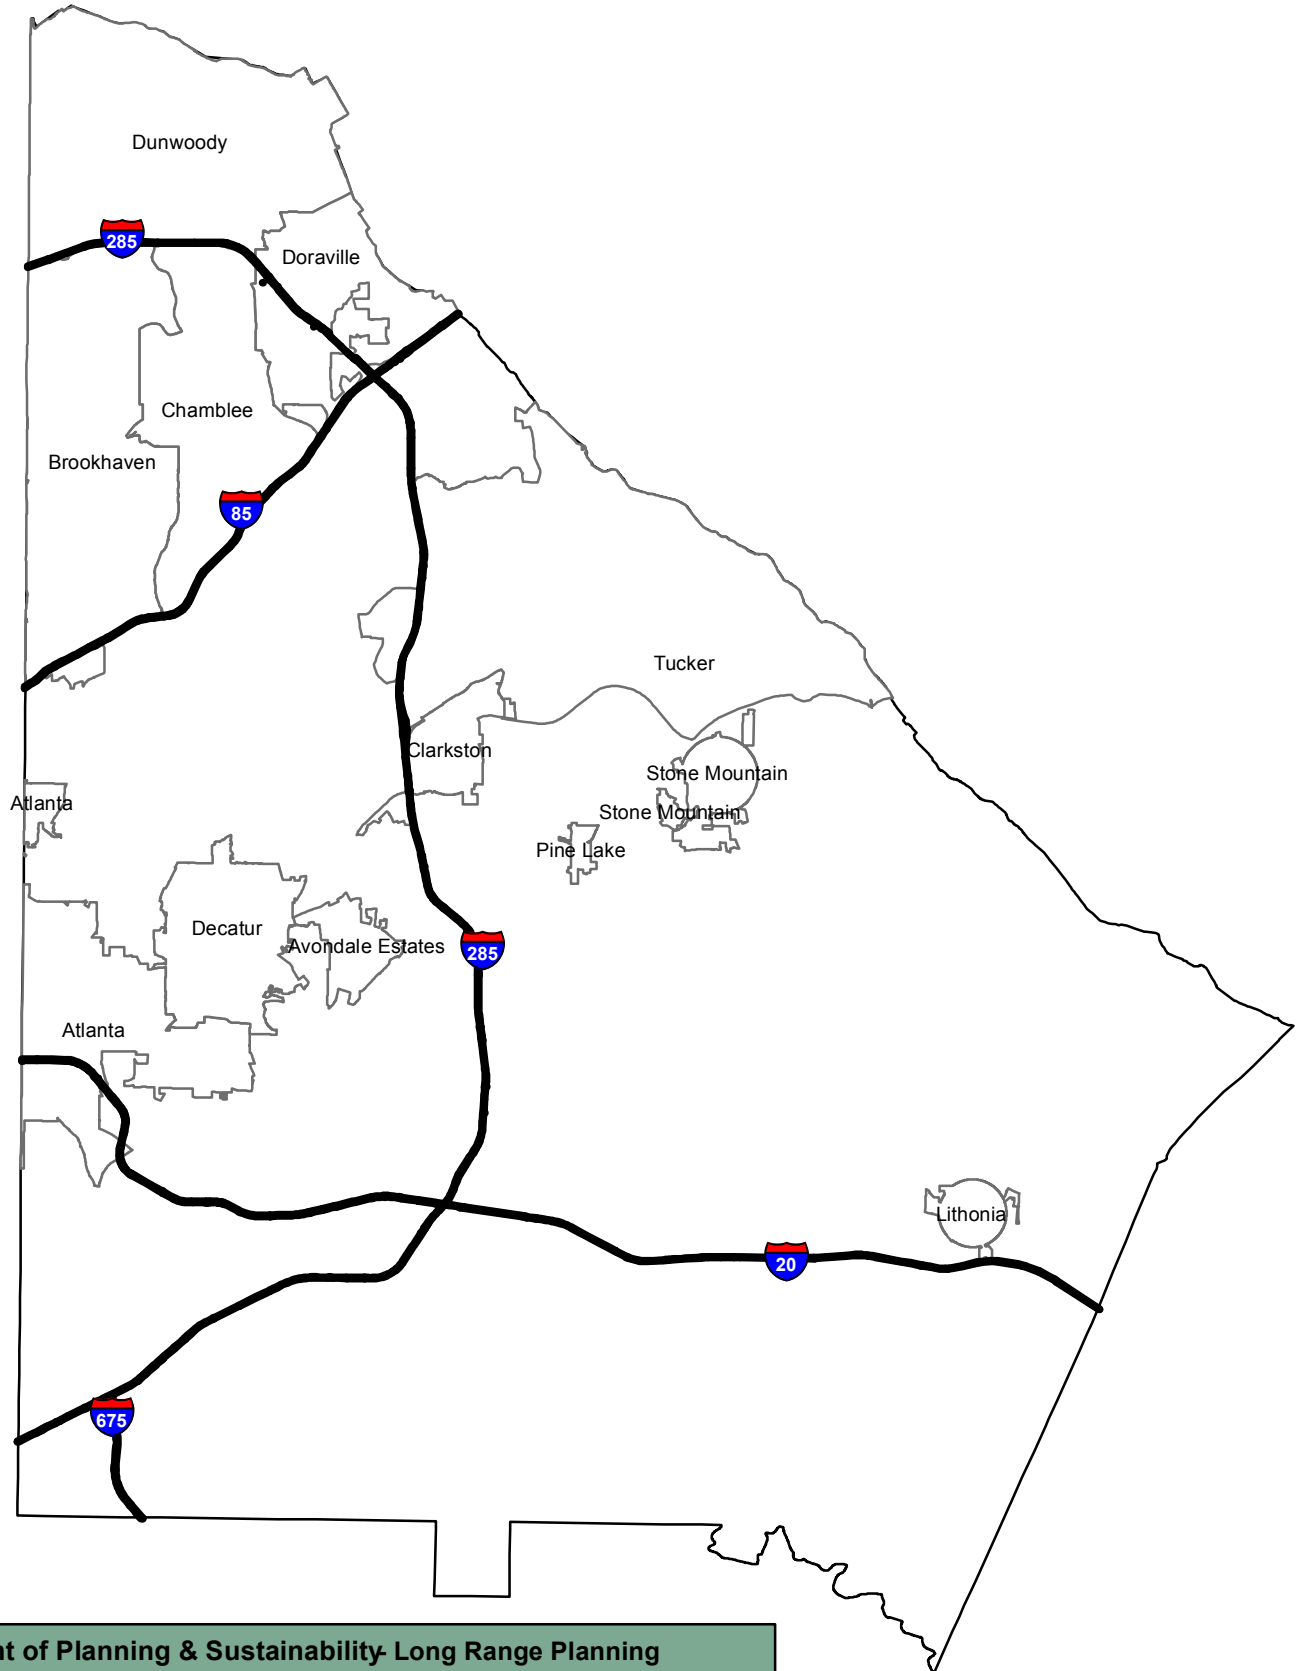 Dunwoody
285
Doraville
Chamblee
Brookhaven
85
Tucker
Clarkston
Stone Mountain
Atlanta
Stone Mountain
Pine Lake
Decatur
Avondale Estates
285
Atlanta
Lithonia
20
675
nt of Planning & Sustainability- Long Range Planning